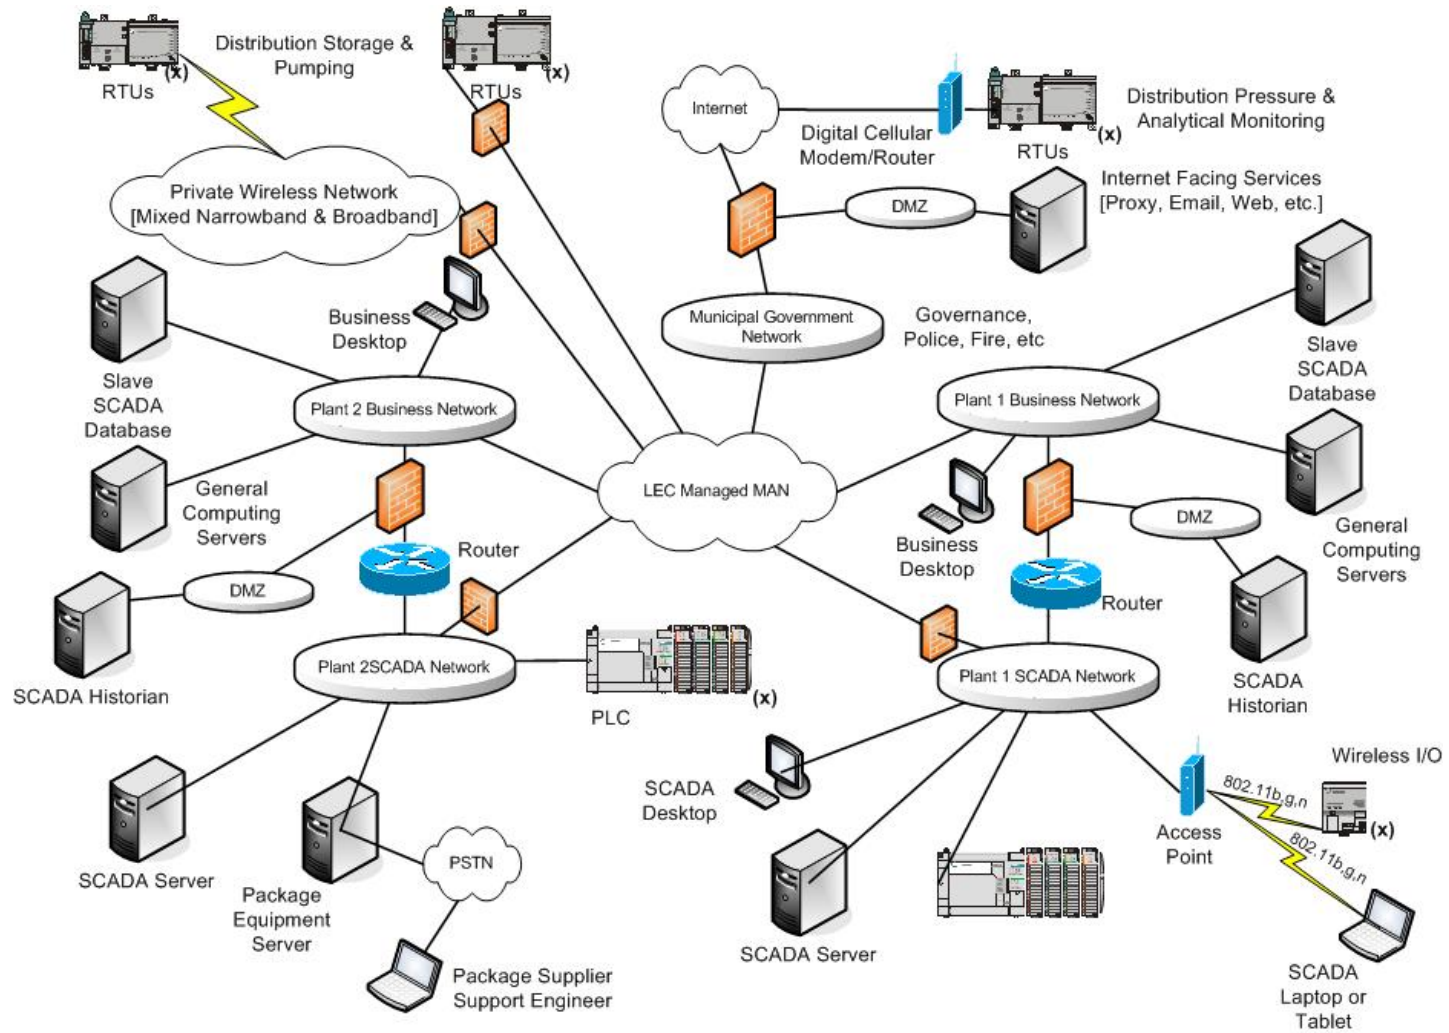 Distribution Storage &
Pumping
(x)
RTUs
(x)
RTUs
Internet
Digital Cellular
Modem/Router
(x)
RTUs
Distribution Pressure &
Analytical Monitoring
Private Wireless Network
[Mixed Narrowband & Broadband]
DMZ
Internet Facing Services
[Proxy, Email, Web, etc.]
Business
Desktop
Municipal Government
Network
Governance,
Police, Fire, etc
Slave
SCADA
Database
Slave
SCADA
Database
Plant 2 Business Network
Plant 1 Business Network
LEC Managed MAN
General
Computing
Servers
Router
DMZ
Business
Desktop
DMZ
General
Computing
Servers
Router
SCADA Historian
Plant 2SCADA Network
PLC
(x)
Plant 1 SCADA Network
SCADA
Historian
SCADA
Desktop
Wireless I/O
802.11b,g,n
(x)
Access
Point
802.11b,g,n
SCADA Server
Package
Equipment
Server
PSTN
Package Supplier
Support Engineer
SCADA Server
SCADA
Laptop or
Tablet